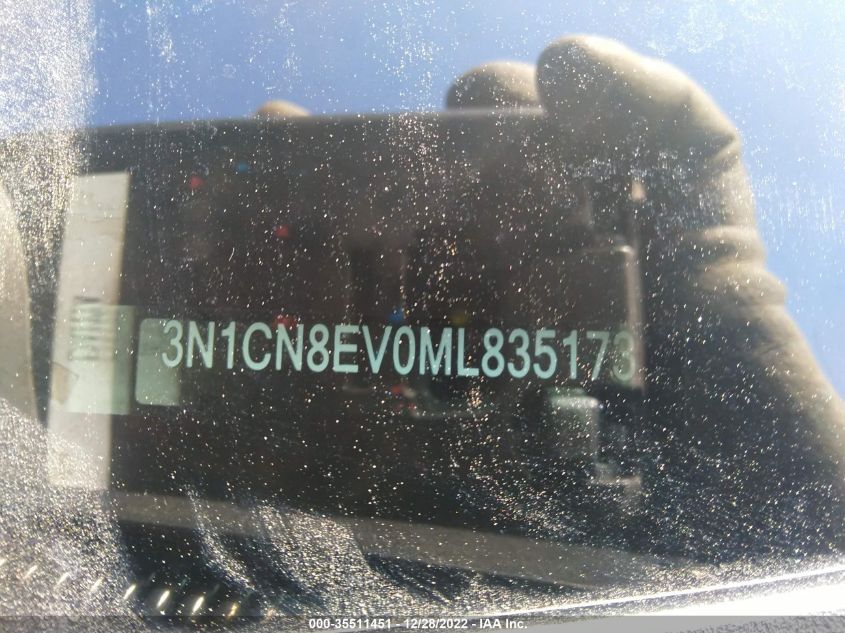 3N1CN8EV0ML835173
000-35511451 - 12/28/2022 - IAA Inc.